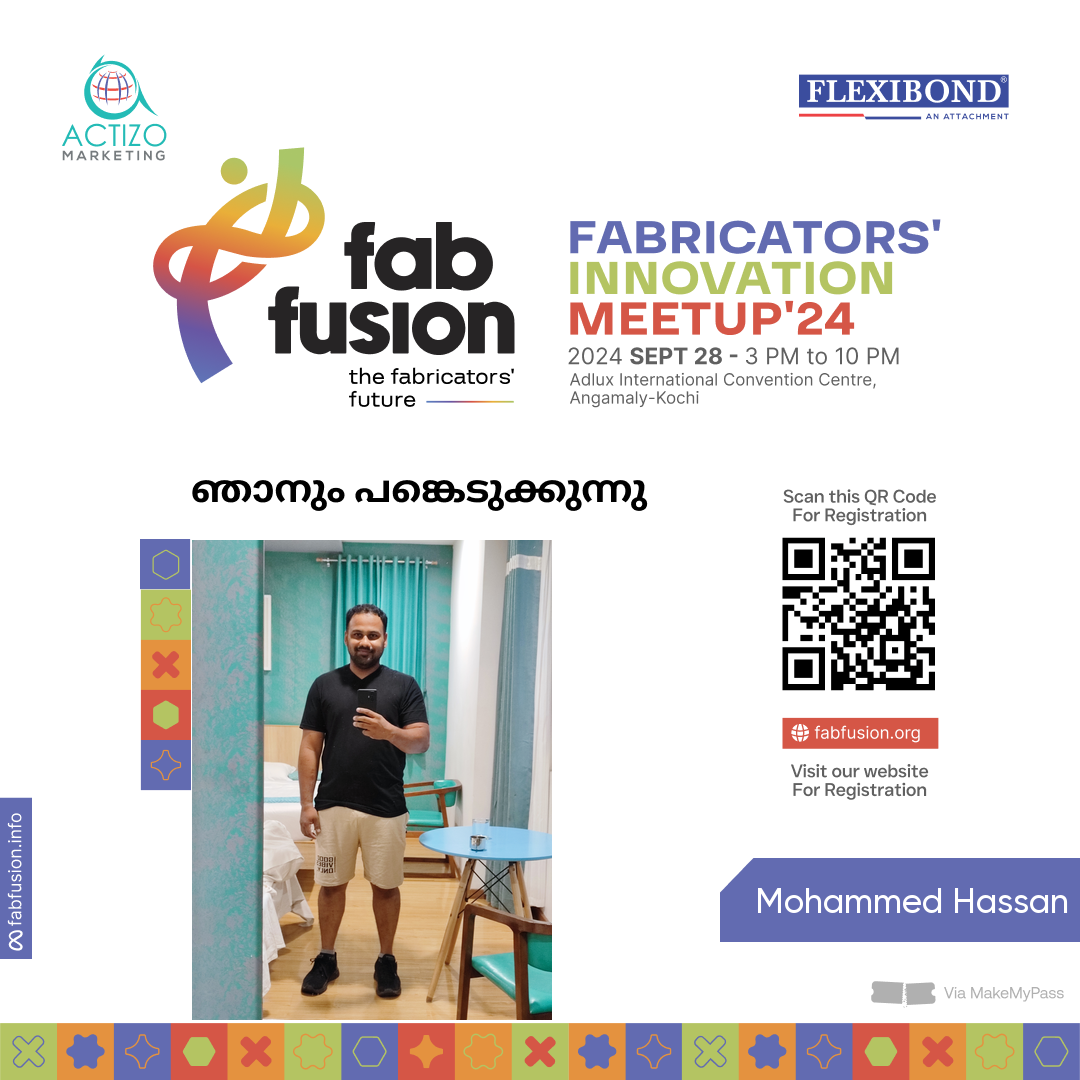 ACTIZO
MARKETING
FLEXIBOND®
AN ATTACHMENT
fab
fusion
the fabricators'
future
FABRICATORS'
INNOVATION
MEETUP'24
2024 SEPT 28 - 3 PM to 10 PM
Adlux International Convention Centre,
Angamaly-Kochi
ഞാനും പങ്കെടുക്കുന്നു
Scan this QR Code
For Registration
fabfusion.org
Visit our website
For Registration
fabfusion.info
Mohammed Hassan
Via MakeMyPass